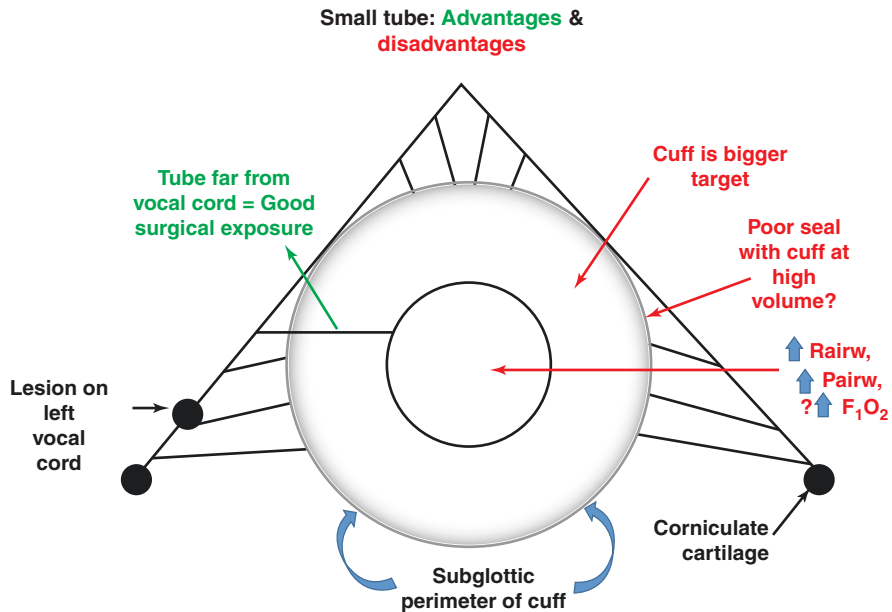 Small tube: Advantages &
disadvantages
Tube far from
vocal cord = Good
surgical exposure
Cuff is bigger
target
Poor seal
with cuff at
high
volume?
Rairw,
Pairw,
? F₁O₂
Lesion on
left
vocal
cord
Corniculate
cartilage
Subglottic
perimeter of cuff